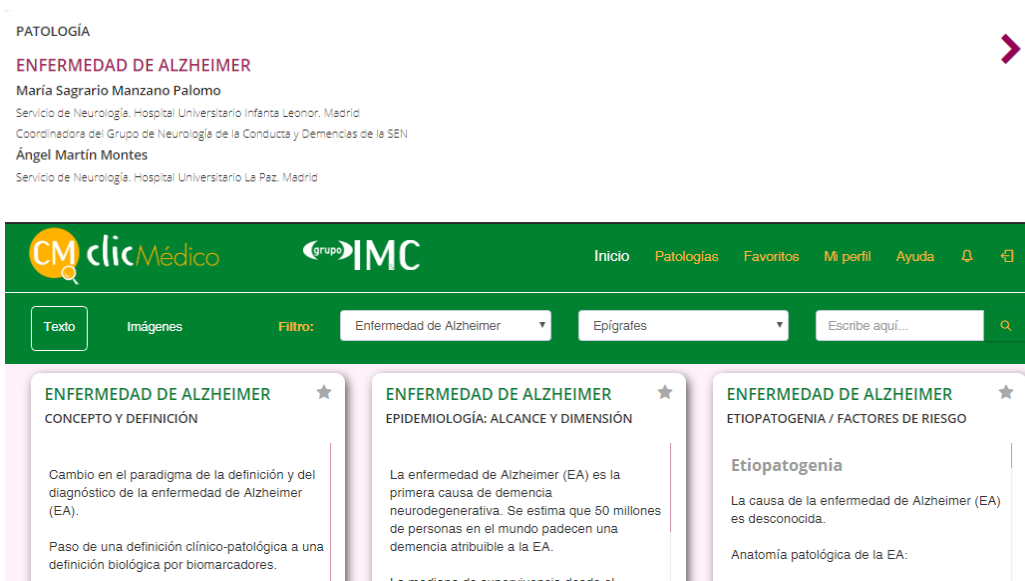 PATOLOGÍA
ENFERMEDAD DE ALZHEIMER
María Sagrario Manzano Palomo
Servicio de Neurología. Hospital Universitario Infanta Leonor. Madrid
Coordinadora del Grupo de Neurología de la Conducta y Demencias de la SEN
Ángel Martín Montes
Servicio de Neurología. Hospital Universitario La Paz. Madrid
CM clicMédico
grupo IMC
Inicio Patologías Favoritos Mi perfil Ayuda
Texto Imágenes Filtro: Enfermedad de Alzheimer Epígrafes Escribe aquí...
ENFERMEDAD DE ALZHEIMER
CONCEPTO Y DEFINICIÓN
Cambio en el paradigma de la definición y del
diagnóstico de la enfermedad de Alzheimer
(EA).
Paso de una definición clínico-patológica a una
definición biológica por biomarcadores.
ENFERMEDAD DE ALZHEIMER
EPIDEMIOLOGÍA: ALCANCE Y DIMENSIÓN
La enfermedad de Alzheimer (EA) es la
primera causa de demencia
neurodegenerativa. Se estima que 50 millones
de personas en el mundo padecen una
demencia atribuible a la EA.
La mediana de supervivencia desde el
ENFERMEDAD DE ALZHEIMER
ETIOPATOGENIA / FACTORES DE RIESGO
Etiopatogenia
La causa de la enfermedad de Alzheimer (EA)
es desconocida.
Anatomía patológica de la EA: